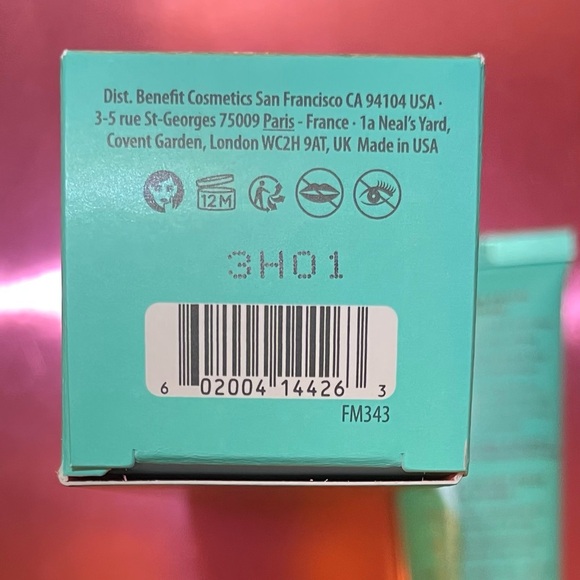 Dist. Benefit Cosmetics San Francisco CA 94104 USA ·
3-5 rue St-Georges 75009 Paris - France · 1a Neal's Yard,
Covent Garden, London WC2H 9AT, UK Made in USA
12M
3H01
6 02004 14426 3
FM343